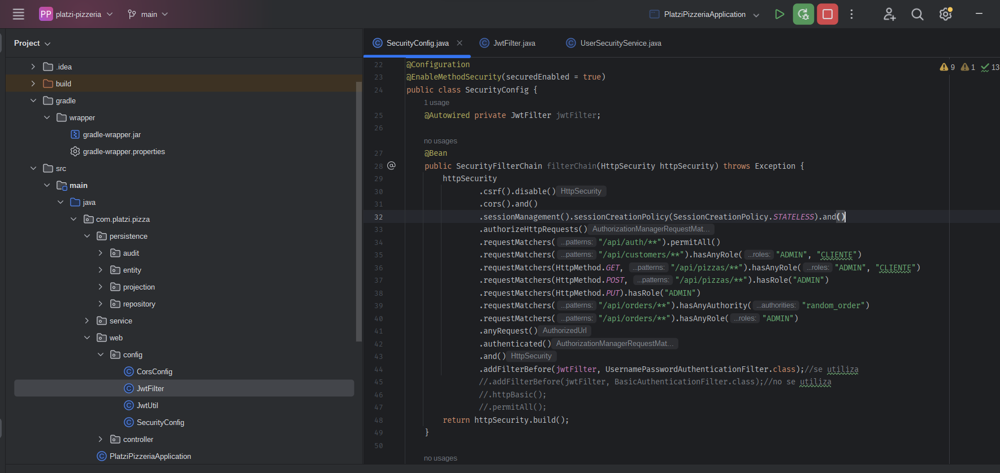 PP platzi-pizzeria main PlatziPizzeriaApplication
Project
.idea
build
gradle
wrapper
gradle-wrapper.jar
gradle-wrapper.properties
src
main
java
com.platzi.pizza
persistence
audit
entity
projection
repository
service
web
config
CorsConfig
JwtFilter
JwtUtil
SecurityConfig
controller
PlatziPizzeriaApplication
SecurityConfig.java JwtFilter.java UserSecurityService.java
9 1 13
22 @Configuration
23 @EnableMethodSecurity(securedEnabled = true)
24 public class SecurityConfig {
1 usage
25 @Autowired private JwtFilter jwtFilter;
26
no usages
27 @Bean
28 @ public SecurityFilterChain filterChain(HttpSecurity httpSecurity) throws Exception {
29 httpSecurity
30 .csrf().disable() HttpSecurity
31 .cors().and()
32 .sessionManagement().sessionCreationPolicy(SessionCreationPolicy.STATELESS).and()
33 .authorizeHttpRequests() AuthorizationManagerRequestMat...
34 .requestMatchers( ...patterns: "/api/auth/**").permitAll()
35 .requestMatchers( ...patterns: "/api/customers/**").hasAnyRole( ...roles: "ADMIN", "CLIENTE")
36 .requestMatchers(HttpMethod.GET, ...patterns: "/api/pizzas/**").hasAnyRole( ...roles: "ADMIN", "CLIENTE")
37 .requestMatchers(HttpMethod.POST, ...patterns: "/api/pizzas/**").hasRole("ADMIN")
38 .requestMatchers(HttpMethod.PUT).hasRole("ADMIN")
39 .requestMatchers( ...patterns: "/api/orders/**").hasAnyAuthority( ...authorities: "random_order")
40 .requestMatchers( ...patterns: "/api/orders/**").hasAnyRole( ...roles: "ADMIN")
41 .anyRequest() AuthorizedUrl
42 .authenticated() AuthorizationManagerRequestMat...
43 .and() HttpSecurity
44 .addFilterBefore(jwtFilter, UsernamePasswordAuthenticationFilter.class);//se utiliza
45 //.addFilterBefore(jwtFilter, BasicAuthenticationFilter.class);//no se utiliza
46 //.httpBasic();
47 //.permitAll();
48 return httpSecurity.build();
49 }
50
no usages